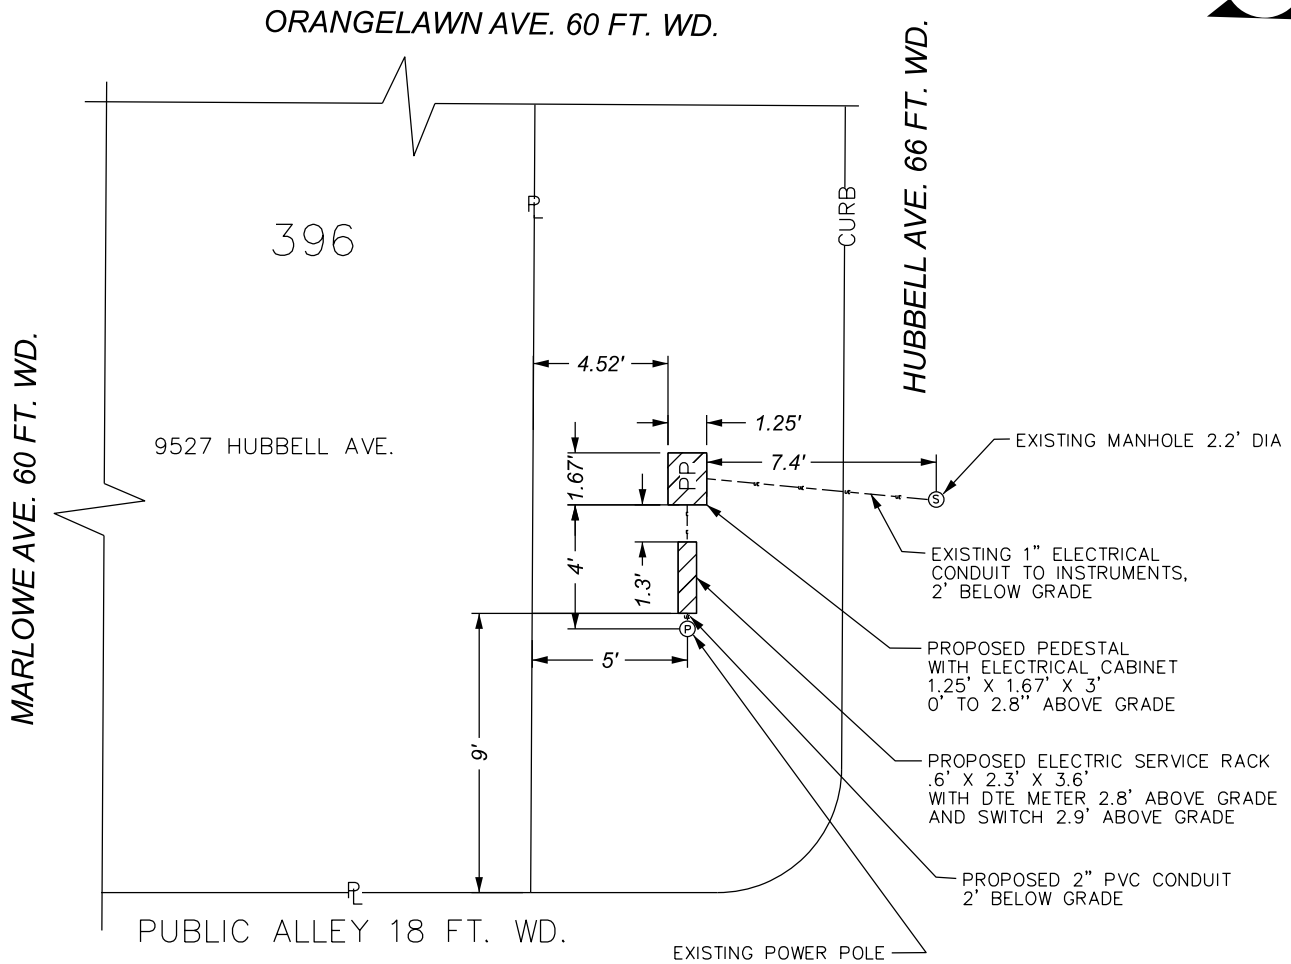 ORANGELAWN AVE. 60 FT. WD.
HUBBELL AVE. 66 FT. WD.
PL
CURB
396
MARLOWE AVE. 60 FT. WD.
4.52'
1.25'
9527 HUBBELL AVE.
EXISTING MANHOLE 2.2' DIA
7.4'
1.67'
PP
S
EXISTING 1" ELECTRICAL
CONDUIT TO INSTRUMENTS,
2' BELOW GRADE
4'
1.3'
P
5'
PROPOSED PEDESTAL
WITH ELECTRICAL CABINET
1.25' X 1.67' X 3'
0' TO 2.8'' ABOVE GRADE
9'
PROPOSED ELECTRIC SERVICE RACK
.6' X 2.3' X 3.6'
WITH DTE METER 2.8' ABOVE GRADE
AND SWITCH 2.9' ABOVE GRADE
PROPOSED 2" PVC CONDUIT
2' BELOW GRADE
PL
PUBLIC ALLEY 18 FT. WD.
EXISTING POWER POLE